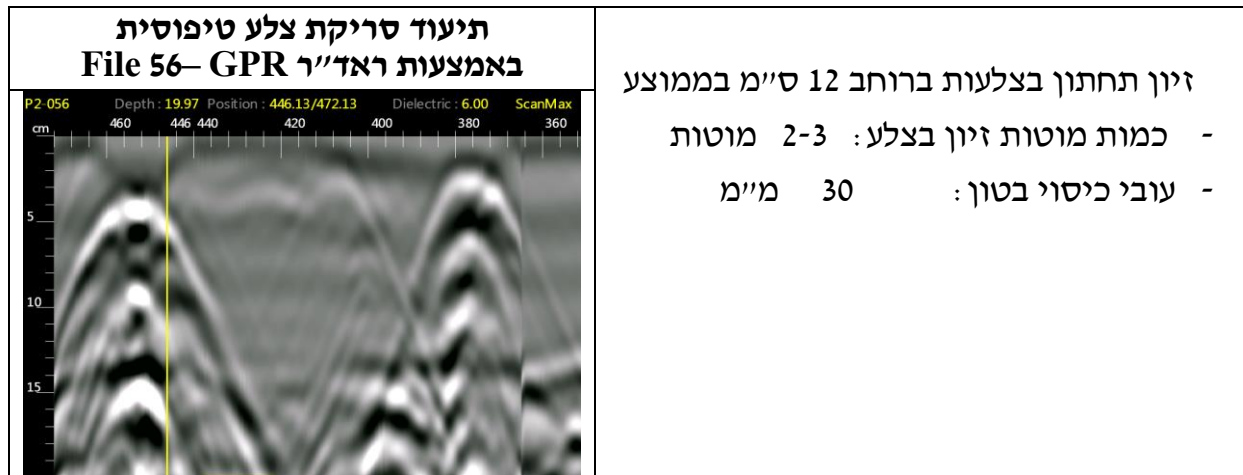 תיעוד סריקת צלע טיפוסית
באמצעות ראד״ר File 56– GPR
P2-056 Depth : 19.97 Position : 446.13/472.13 Dielectric : 6.00 ScanMax
cm 460 446 440 420 400 380 360
5
10
15
זיון תחתון בצלעות ברוחב 12 ס״מ בממוצע
- כמות מוטות זיון בצלע: 2-3 מוטות
- עובי כיסוי בטון: 30 מ״מ